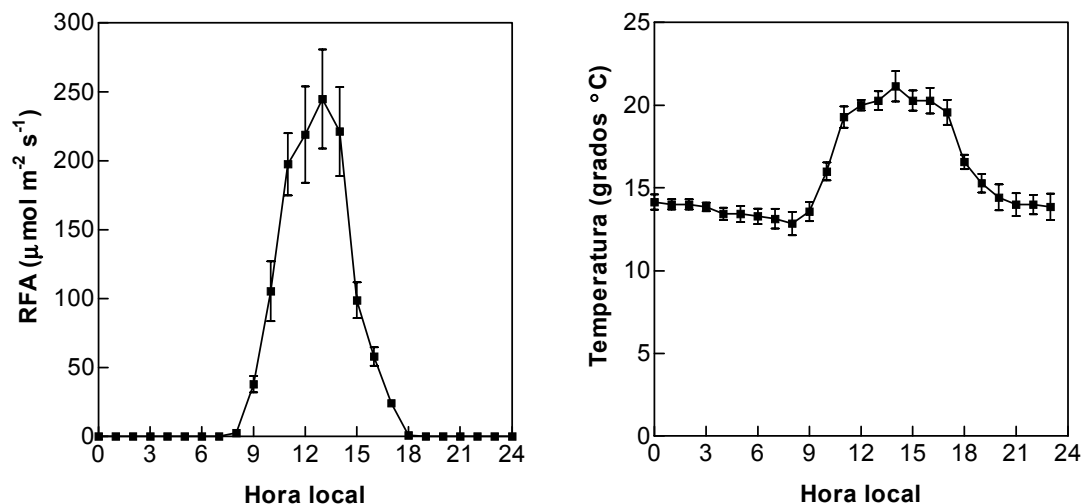 300
250
200
150
100
50
0
RFA (μmol m-2 s-1)
0 3 6 9 12 15 18 21 24
Hora local
25
20
15
10
5
0
Temperatura (grados °C)
0 3 6 9 12 15 18 21 24
Hora local